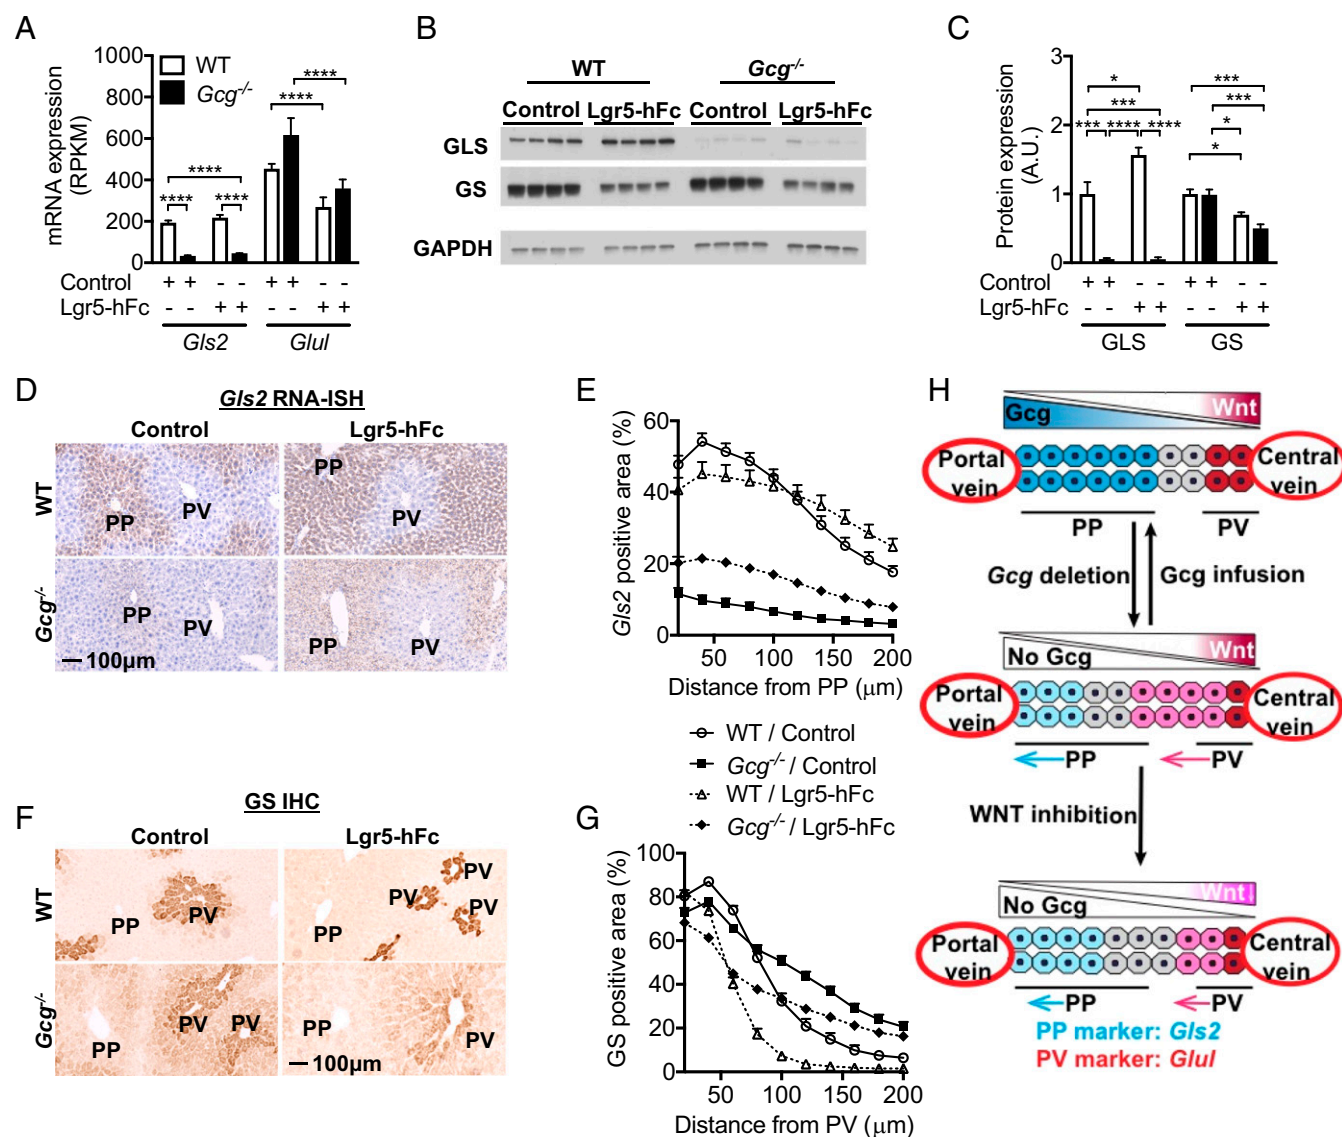 A
mRNA expression
(RPKM)
1000
800
600
400
200
0
WT
Gcg-/-
****
****
****
****
****
Control + + - - + + - -
Lgr5-hFc - - + + - - + +
Gls2 Glul
B
WT Gcg-/-
Control Lgr5-hFc Control Lgr5-hFc
GLS
GS
GAPDH
C
Protein expression
(A.U.)
3
2
1
0
* ***
*** ***
*** **** **** *
*
Control + + - - + + - -
Lgr5-hFc - - + + - - + +
GLS GS
D
Gls2 RNA-ISH
Control Lgr5-hFc
WT
PP PV PP PV
Gcg-/-
PP PV PP PV
100µm
E
Gls2 positive area (%)
60
40
20
0
50 100 150 200
Distance from PP (µm)
WT / Control
Gcg-/- / Control
WT / Lgr5-hFc
Gcg-/- / Lgr5-hFc
F
GS IHC
Control Lgr5-hFc
WT
PP PV PP PV PV PV
Gcg-/-
PP PV PV PP PV
100µm
G
GS positive area (%)
100
80
60
40
20
0
50 100 150 200
Distance from PV (µm)
H
Gcg Wnt
Portal
vein
Central
vein
PP PV
Gcg deletion Gcg infusion
No Gcg Wnt
Portal
vein
Central
vein
PP PV
WNT inhibition
No Gcg Wnt↓
Portal
vein
Central
vein
PP PV
PP marker: Gls2
PV marker: Glul